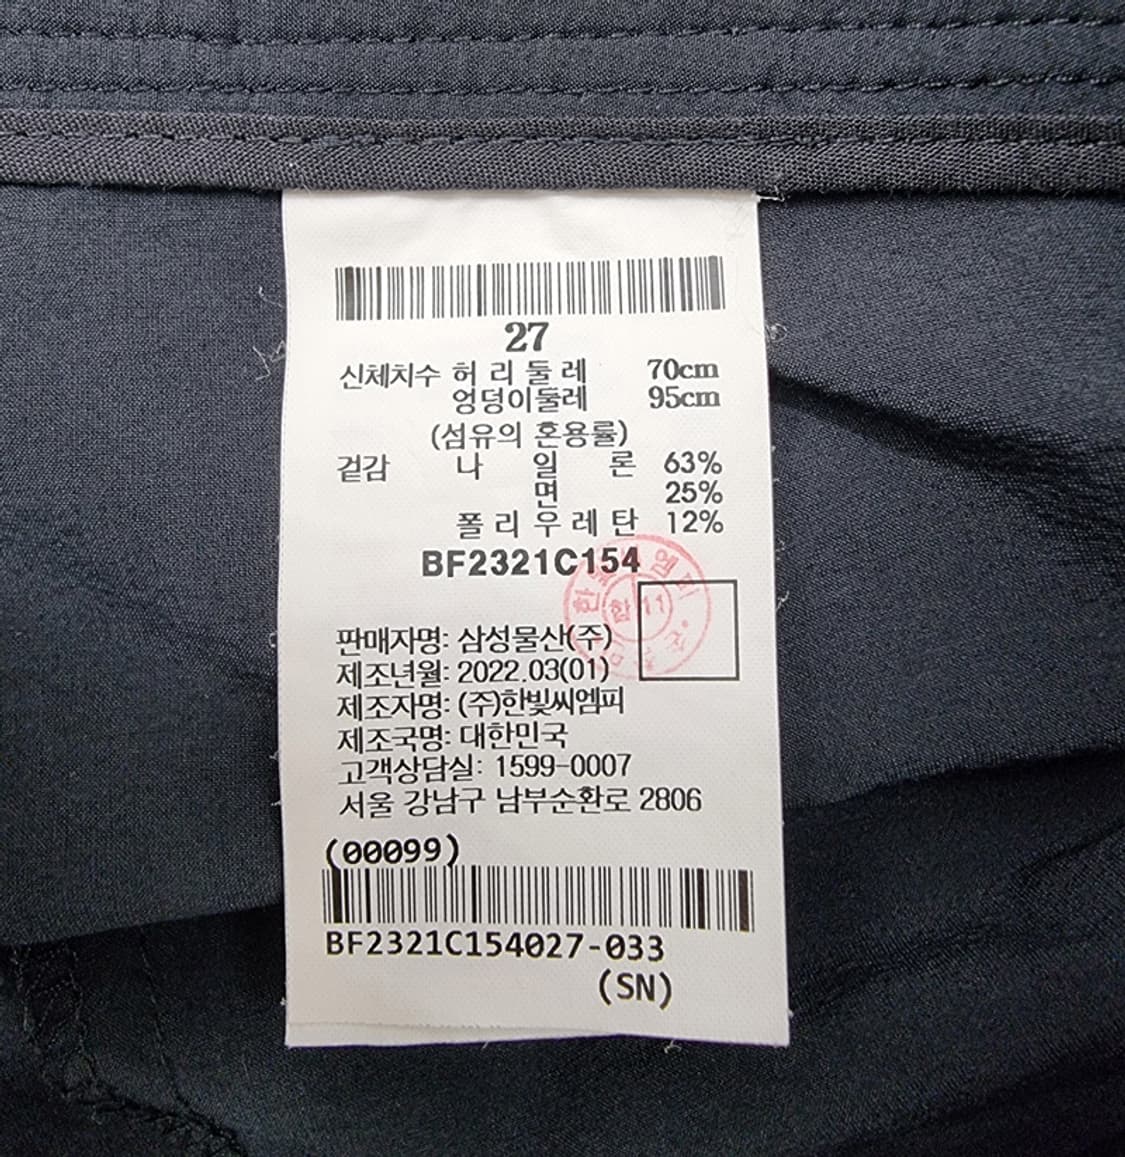 27
신체치수 허리둘레 70cm
엉덩이둘레 95cm
(섬유의 혼용률)
겉감 나일론 63%
면 25%
폴리우레탄 12%
BF2321C154
판매자명: 삼성물산(주)
제조년월: 2022.03(01)
제조자명: (주)한빛씨엠피
제조국명: 대한민국
고객상담실: 1599-0007
서울 강남구 남부순환로 2806
(00099)
BF2321C154027-033
(SN)